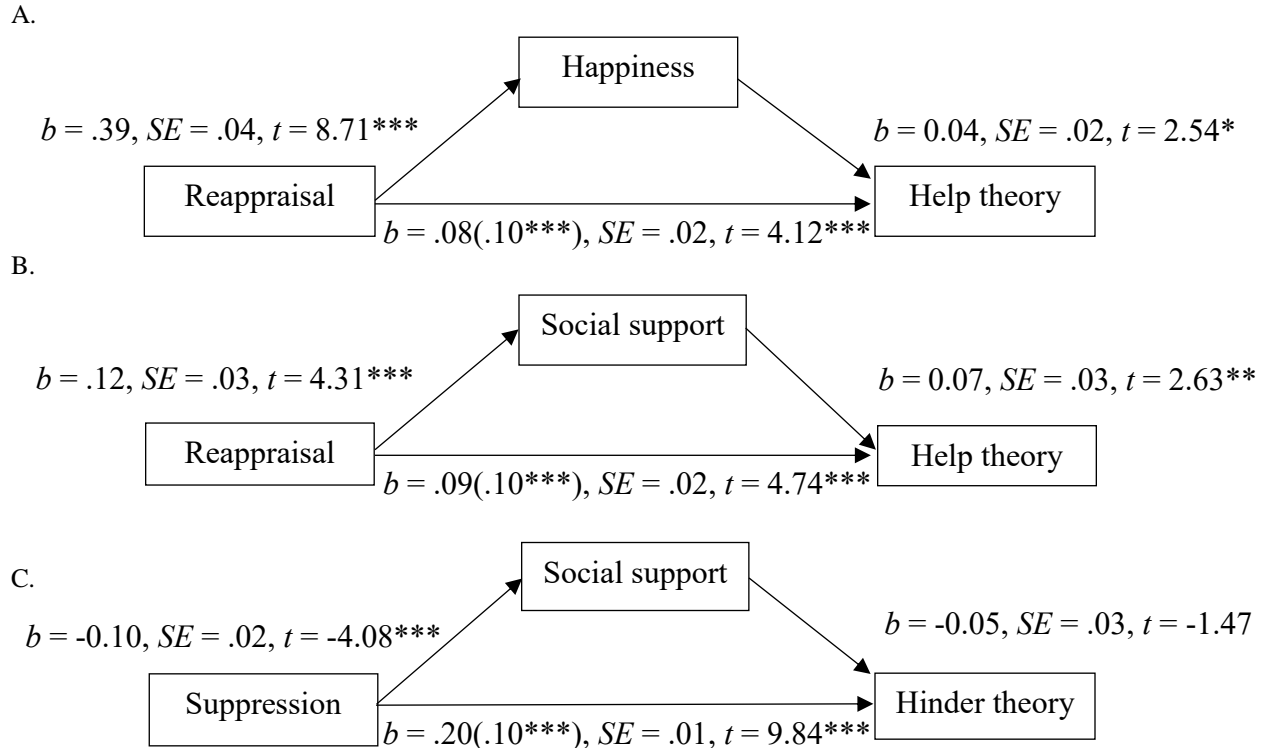 A.
Happiness
b = .39, SE = .04, t = 8.71***
b = 0.04, SE = .02, t = 2.54*
Reappraisal
Help theory
b = .08(.10***), SE = .02, t = 4.12***
B.
Social support
b = .12, SE = .03, t = 4.31***
b = 0.07, SE = .03, t = 2.63**
Reappraisal
Help theory
b = .09(.10***), SE = .02, t = 4.74***
C.
Social support
b = -0.10, SE = .02, t = -4.08***
b = -0.05, SE = .03, t = -1.47
Suppression
Hinder theory
b = .20(.10***), SE = .01, t = 9.84***